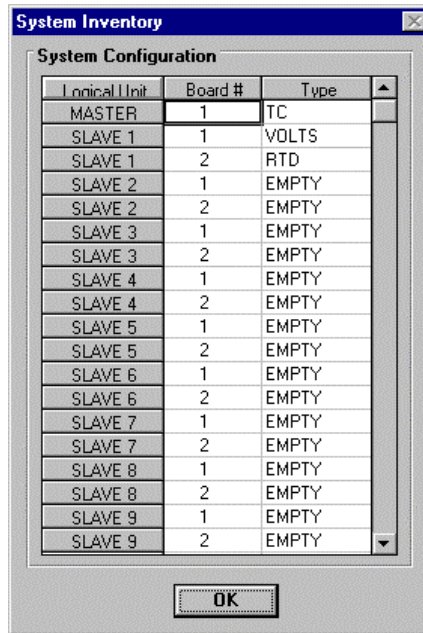 System Inventory
System Configuration
Logical Unit Board # Type
MASTER 1 TC
SLAVE 1 1 VOLTS
SLAVE 1 2 RTD
SLAVE 2 1 EMPTY
SLAVE 2 2 EMPTY
SLAVE 3 1 EMPTY
SLAVE 3 2 EMPTY
SLAVE 4 1 EMPTY
SLAVE 4 2 EMPTY
SLAVE 5 1 EMPTY
SLAVE 5 2 EMPTY
SLAVE 6 1 EMPTY
SLAVE 6 2 EMPTY
SLAVE 7 1 EMPTY
SLAVE 7 2 EMPTY
SLAVE 8 1 EMPTY
SLAVE 8 2 EMPTY
SLAVE 9 1 EMPTY
SLAVE 9 2 EMPTY
OK